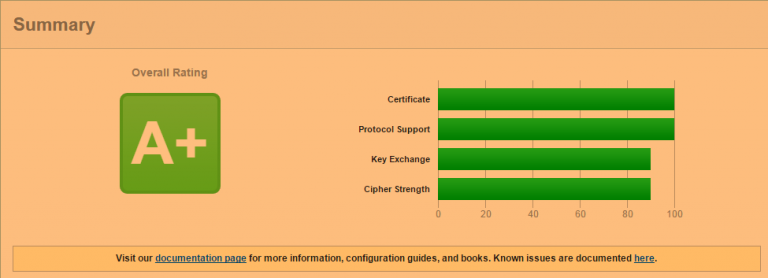 Summary
Overall Rating
A+
Certificate
Protocol Support
Key Exchange
Cipher Strength
0 20 40 60 80 100
Visit our documentation page for more information, configuration guides, and books. Known issues are documented here.